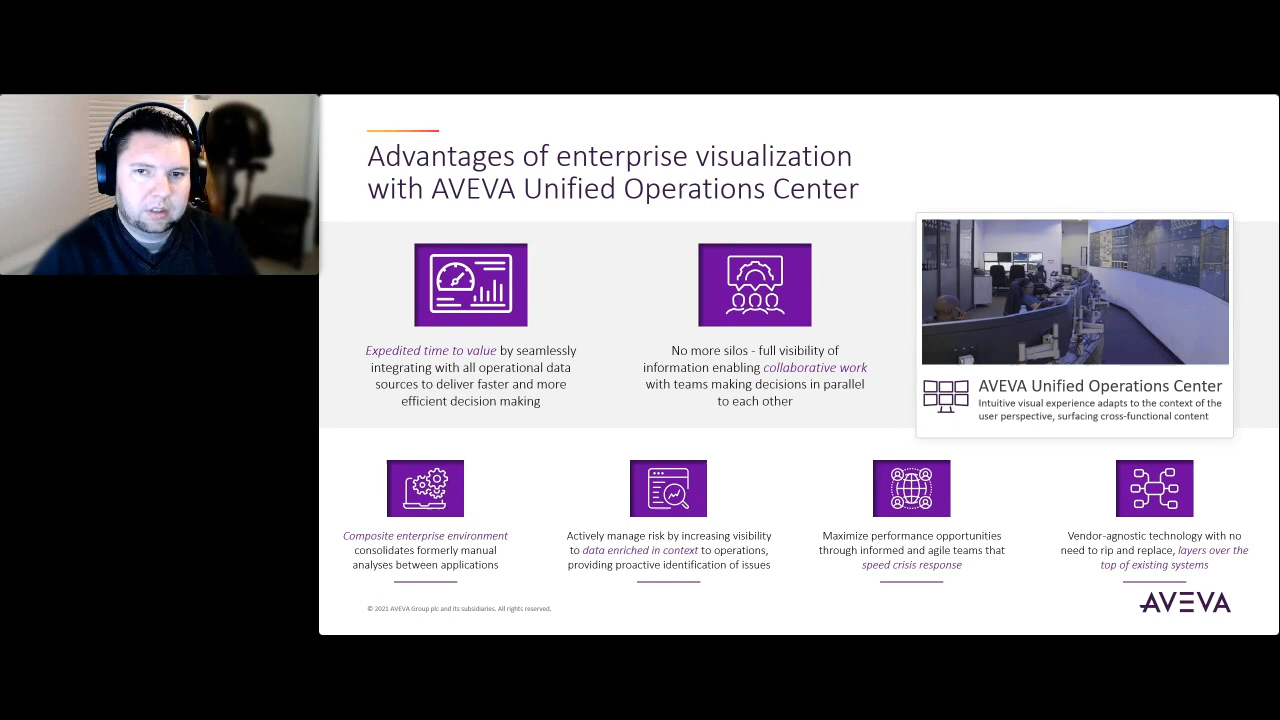 Advantages of enterprise visualization
with AVEVA Unified Operations Center
Expedited time to value by seamlessly
integrating with all operational data
sources to deliver faster and more
efficient decision making
No more silos - full visibility of
information enabling collaborative work
with teams making decisions in parallel
to each other
AVEVA Unified Operations Center
Intuitive visual experience adapts to the context of the
user perspective, surfacing cross-functional content
Composite enterprise environment
consolidates formerly manual
analyses between applications
Actively manage risk by increasing visibility
to data enriched in context to operations,
providing proactive identification of issues
Maximize performance opportunities
through informed and agile teams that
speed crisis response
Vendor-agnostic technology with no
need to rip and replace, layers over the
top of existing systems
© 2021 AVEVA Group plc and its subsidiaries. All rights reserved.
AVEVA